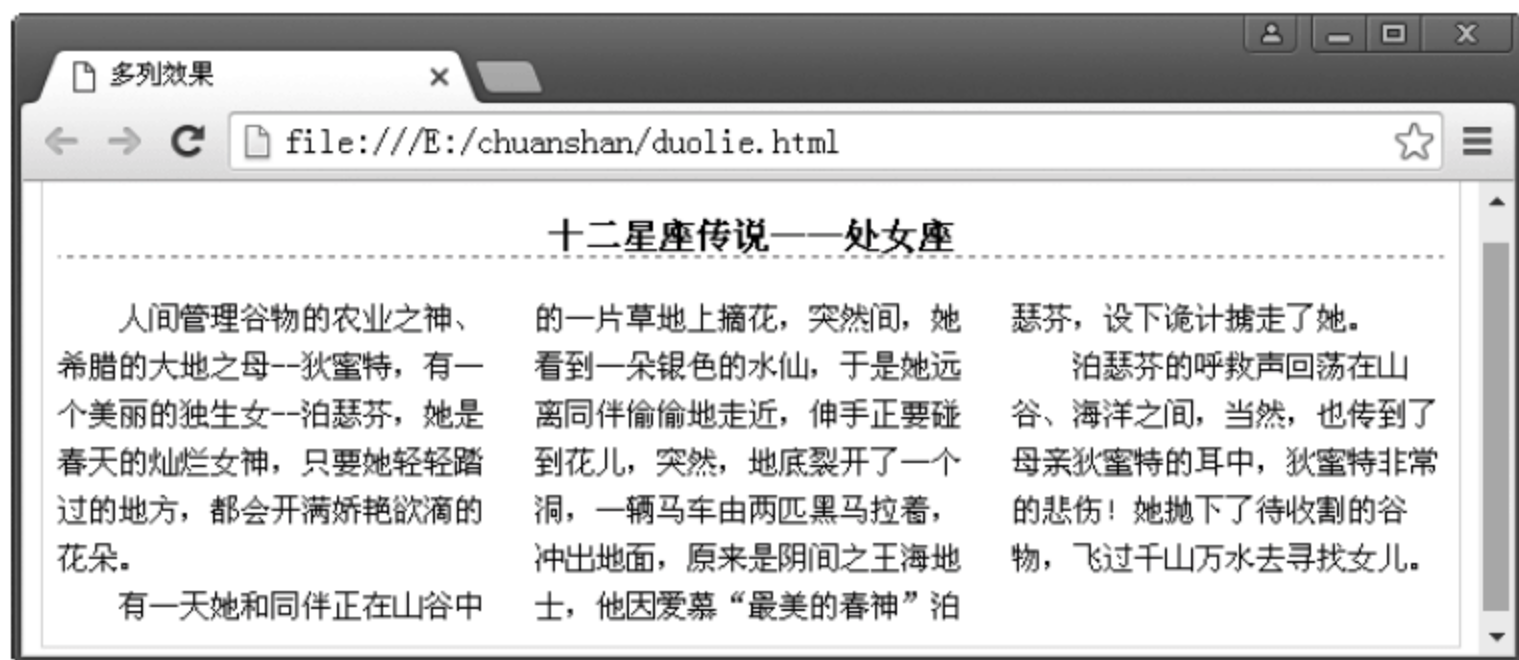 多列效果
file:///E:/chuanshan/duolie.html
十二星座传说——处女座
人间管理谷物的农业之神、
希腊的大地之母--狄蜜特，有一
个美丽的独生女--泊瑟芬，她是
春天的灿烂女神，只要她轻轻踏
过的地方，都会开满娇艳欲滴的
花朵。
有一天她和同伴正在山谷中
的一片草地上摘花，突然间，她
看到一朵银色的水仙，于是她远
离同伴偷偷地走近，伸手正要碰
到花儿，突然，地底裂开了一个
洞，一辆马车由两匹黑马拉着，
冲出地面，原来是阴间之王海地
士，他因爱慕“最美的春神”泊
瑟芬，设下诡计掳走了她。
泊瑟芬的呼救声回荡在山
谷、海洋之间，当然，也传到了
母亲狄蜜特的耳中，狄蜜特非常
的悲伤！她抛下了待收割的谷
物，飞过千山万水去寻找女儿。